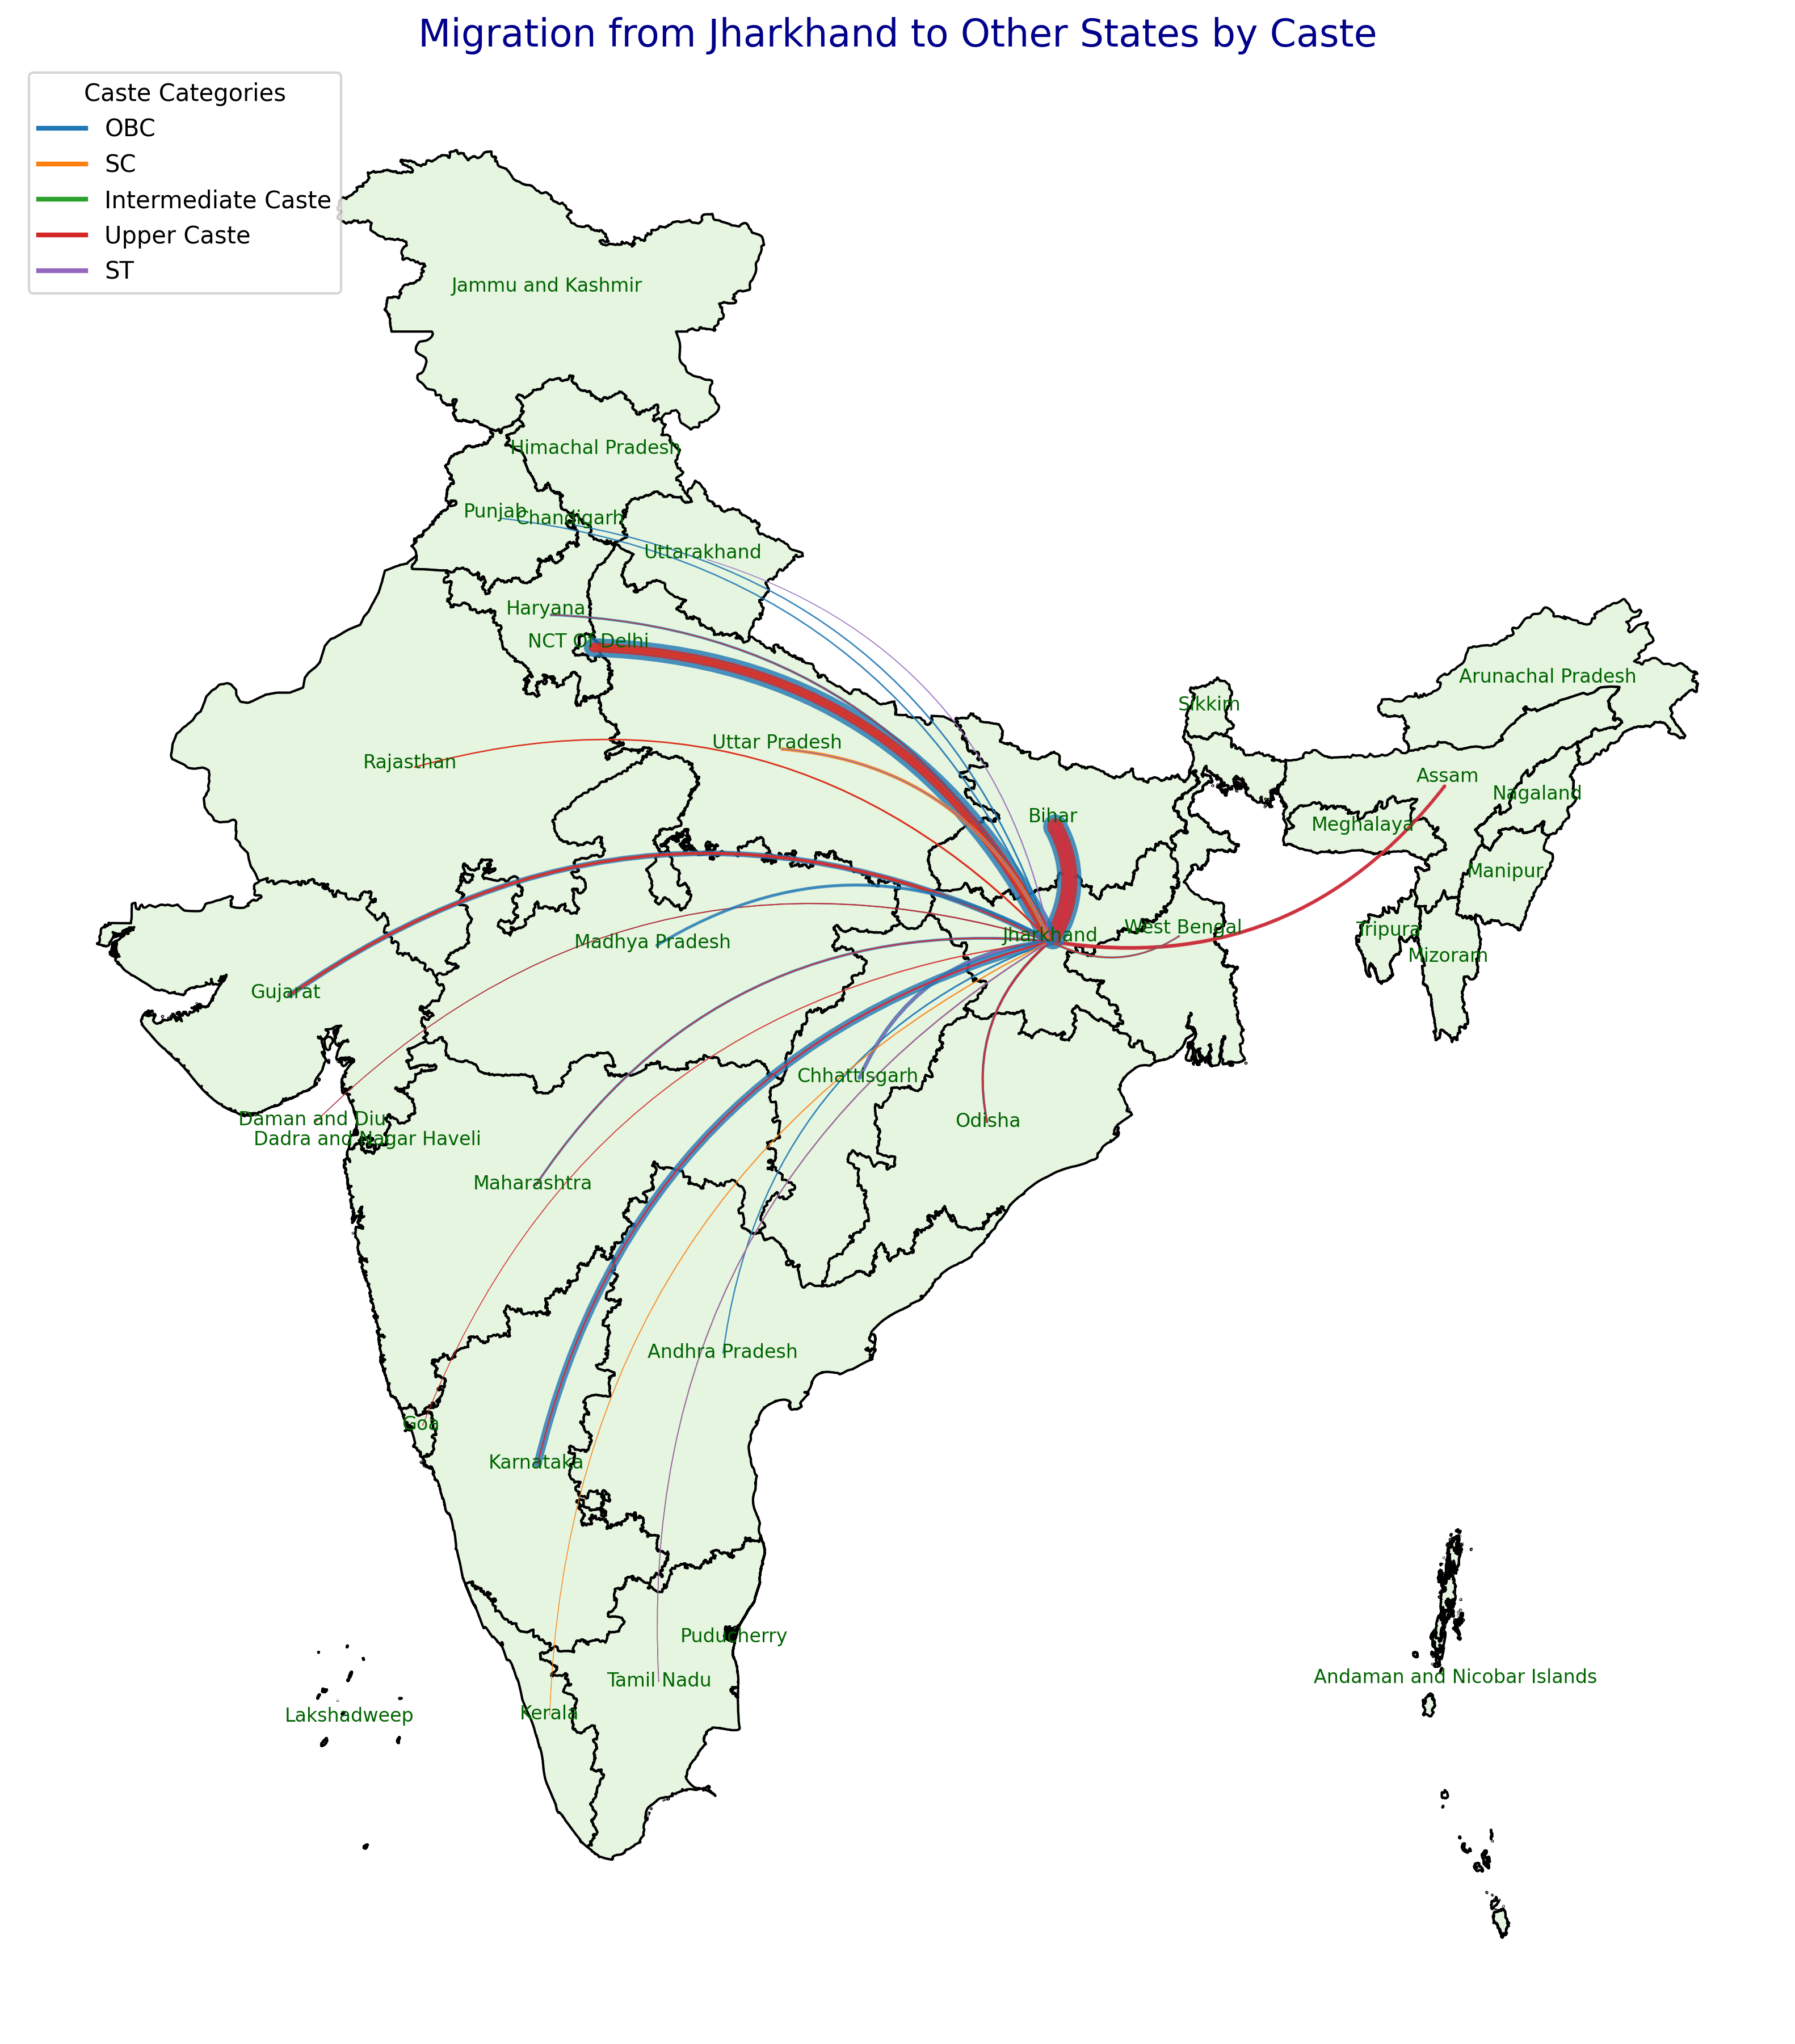 Migration from Jharkhand to Other States by Caste
Caste Categories
OBC
SC
Intermediate Caste
Upper Caste
ST
Jammu and Kashmir
Himachal Pradesh
Punjab
Chandigarh
Uttarakhand
Haryana
NCT Of Delhi
Arunachal Pradesh
Sikkim
Uttar Pradesh
Rajasthan
Assam
Nagaland
Bihar
Meghalaya
Manipur
West Bengal
Tripura
Jharkhand
Madhya Pradesh
Mizoram
Gujarat
Chhattisgarh
Daman and Diu
Odisha
Dadra and Nagar Haveli
Maharashtra
Andhra Pradesh
Goa
Karnataka
Puducherry
Andaman and Nicobar Islands
Tamil Nadu
Kerala
Lakshadweep